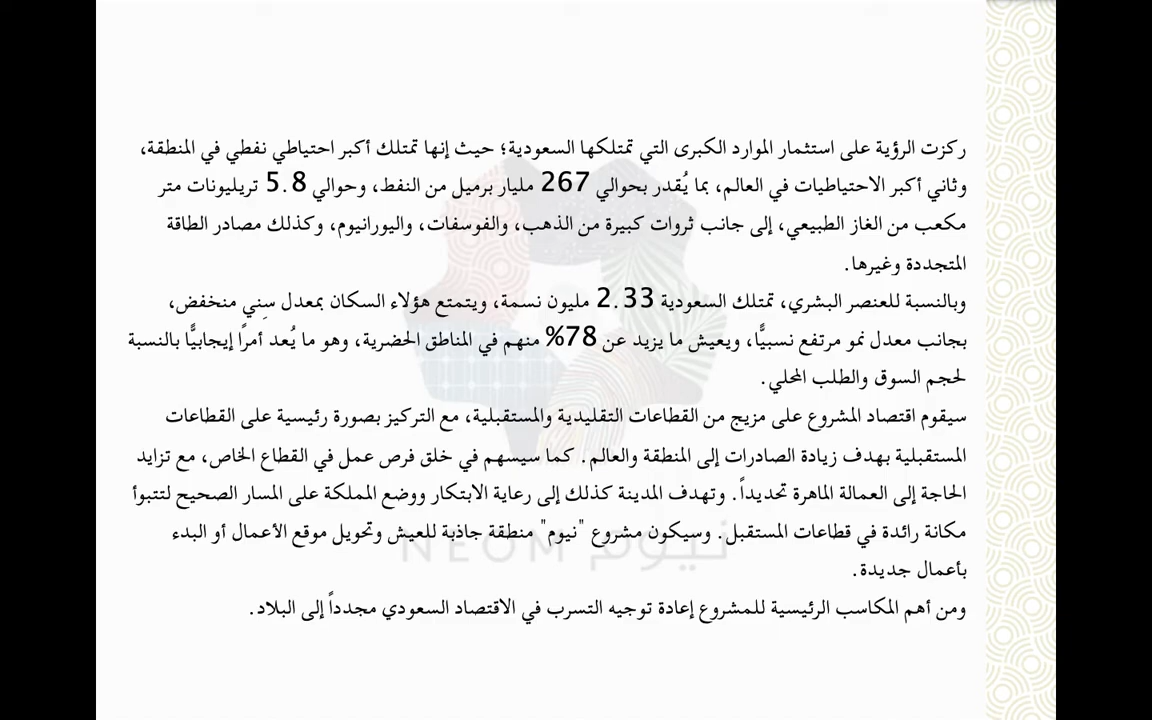 ركزت الرؤية على استثمار الموارد الكبرى التي تمتلكها السعودية؛ حيث إنها تمتلك أكبر احتياطي نفطي في المنطقة،
وثاني أكبر الاحتياطيات في العالم، بما يُقدر بحوالي 267 مليار برميل من النفط، وحوالي 5.8 تريليونات متر
مكعب من الغاز الطبيعي، إلى جانب ثروات كبيرة من الذهب، والفوسفات، واليورانيوم، وكذلك مصادر الطاقة
المتجددة وغيرها.
وبالنسبة للعنصر البشري، تمتلك السعودية 2.33 مليون نسمة، ويتمتع هؤلاء السكان بمعدل سِني منخفض،
بجانب معدل نمو مرتفع نسبيًّا، ويعيش ما يزيد عن 78% منهم في المناطق الحضرية، وهو ما يُعد أمرًا إيجابيًّا بالنسبة
لحجم السوق والطلب المحلي.
سيقوم اقتصاد المشروع على مزيج من القطاعات التقليدية والمستقبلية، مع التركيز بصورة رئيسية على القطاعات
المستقبلية بهدف زيادة الصادرات إلى المنطقة والعالم. كما سيسهم في خلق فرص عمل في القطاع الخاص، مع تزايد
الحاجة إلى العمالة الماهرة تحديداً. وتهدف المدينة كذلك إلى رعاية الابتكار ووضع المملكة على المسار الصحيح لتتبوأ
مكانة رائدة في قطاعات المستقبل. وسيكون مشروع "نيوم" منطقة جاذبة للعيش وتحويل موقع الأعمال أو البدء
بأعمال جديدة.
ومن أهم المكاسب الرئيسية للمشروع إعادة توجيه التسرب في الاقتصاد السعودي مجدداً إلى البلاد.
نيوم NEOM